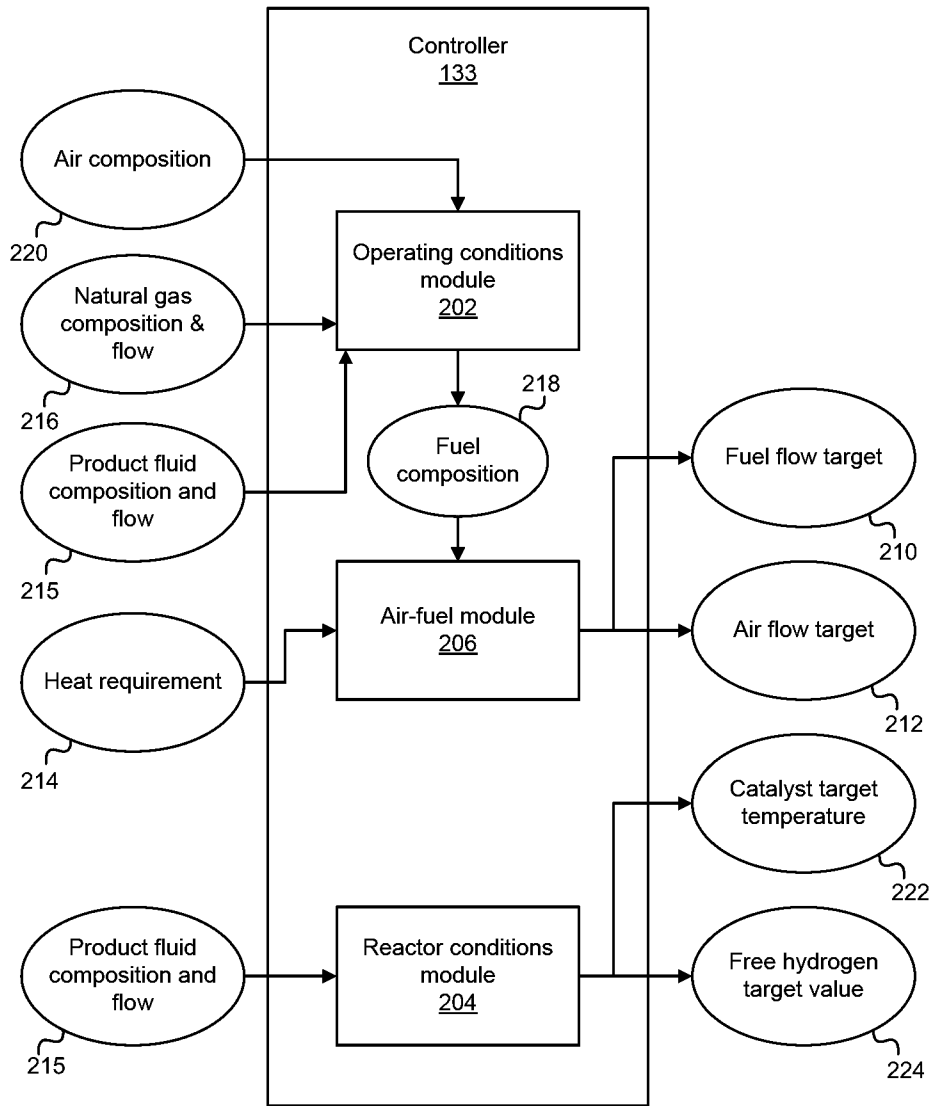 Controller
133
Air composition
220
Operating conditions
module
202
Natural gas
composition &
flow
216
218
Fuel
composition
Product fluid
composition and
flow
215
Fuel flow target
210
Air-fuel module
206
Air flow target
212
Heat requirement
214
Catalyst target
temperature
222
Product fluid
composition and
flow
215
Reactor conditions
module
204
Free hydrogen
target value
224